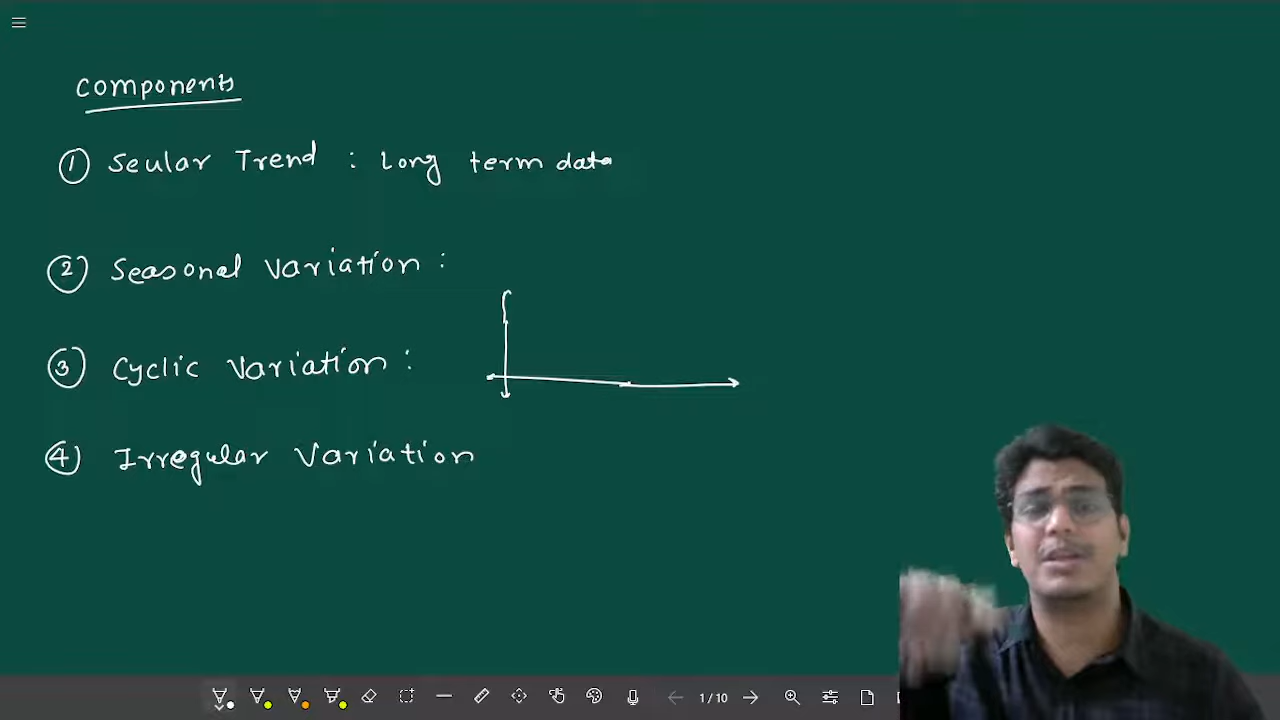 Components
① Seular Trend : Long term data
② Seasonal Variation :
③ Cyclic Variation :
④ Irregular Variation
1/10